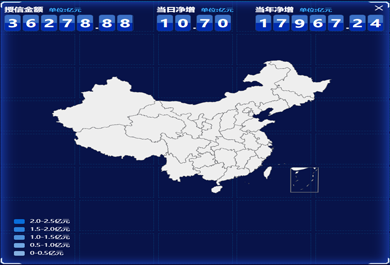 授信金额 单位:亿元 当日净增 单位:亿元 当年净增 单位:亿元
36278.88 10.70 17967.24
2.0-2.5亿元
1.5-2.0亿元
1.0-1.5亿元
0.5-1.0亿元
0-0.5亿元